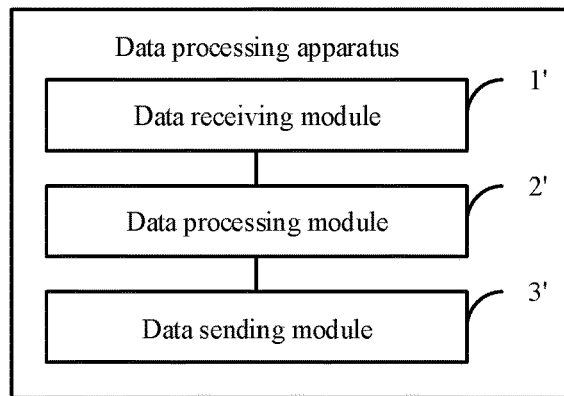 Data processing apparatus
1'
Data receiving module
2'
Data processing module
3'
Data sending module